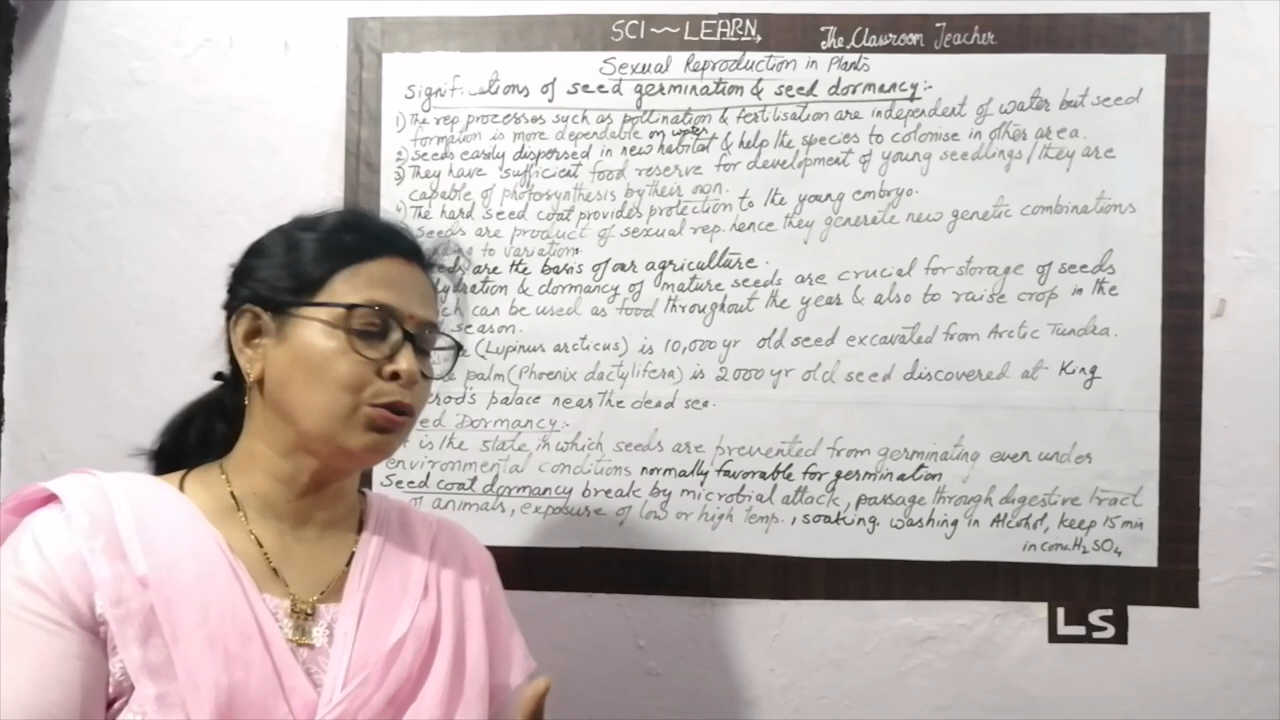 SCI~LEARN
The Classroom Teacher
Sexual Reproduction in Plants
Significations of seed germination & seed dormancy:-
1) The rep processes such as pollination & fertilisation are independent of water but seed
formation is more dependable on water
2) Seeds easily dispersed in new habitat & help the species to colonise in other area.
3) They have sufficient food reserve for development of young seedlings / they are
capable of photosynthesis by their own.
4) The hard seed coat provides protection to the young embryo.
seeds are product of sexual rep. hence they generate new genetic combinations
to variations.
are the basis of our agriculture.
& dormancy of mature seeds are crucial for storage of seeds
can be used as food throughout the year & also to raise crop in the
season.
(Lupinus arcticus) is 10,000 yr old seed excavated from Arctic Tundra.
palm (Phoenix dactylifera) is 2000 yr old seed discovered at King
palace near the dead sea.
Dormancy:-
is the state in which seeds are prevented from germinating even under
environmental conditions normally favorable for germination
Seed coat dormancy break by microbial attack, passage through digestive tract
of animals, exposure of low or high temp., soaking. washing in Alcohol, keep 15 min
in conc H₂SO₄
LS